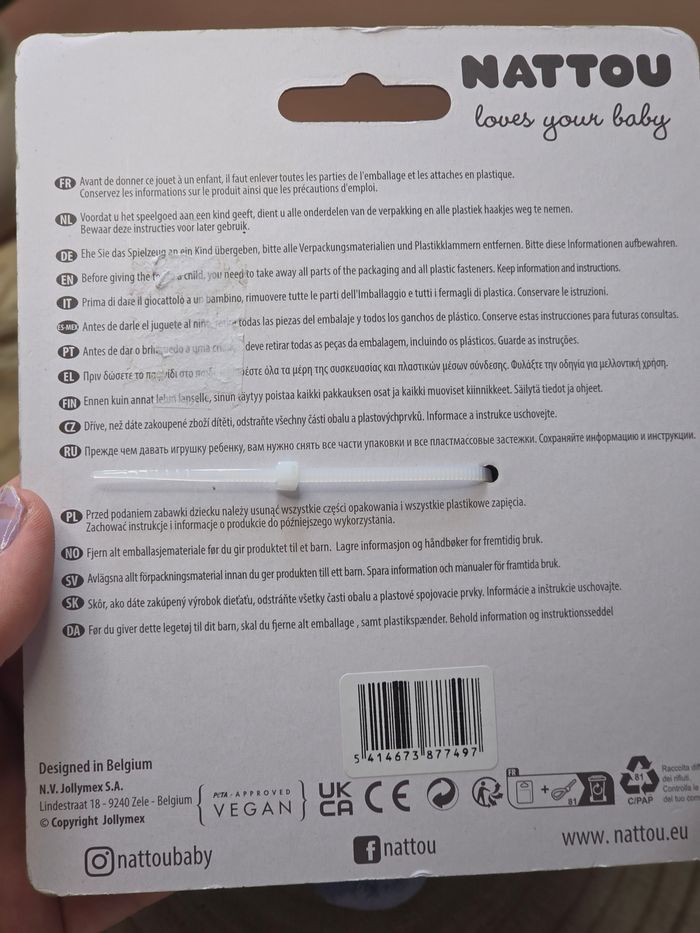 NATTOU
loves your baby
FR Avant de donner ce jouet à un enfant, il faut enlever toutes les parties de l'emballage et les attaches en plastique.
Conservez les informations sur le produit ainsi que les précautions d'emploi.
NL Voordat u het speelgoed aan een kind geeft, dient u alle onderdelen van de verpakking en alle plastiek haakjes weg te nemen.
Bewaar deze instructies voor later gebruik.
DE Ehe Sie das Spielzeug an ein Kind übergeben, bitte alle Verpackungsmaterialien und Plastikklammern entfernen. Bitte diese Informationen aufbewahren.
EN Before giving the a child, you need to take away all parts of the packaging and all plastic fasteners. Keep information and instructions.
IT Prima di dare il giocattolo a un bambino, rimuovere tutte le parti dell'Imballaggio e tutti i fermagli di plastica. Conservare le istruzioni.
ES-MEX Antes de darle el juguete al todas las piezas del embalaje y todos los ganchos de plástico. Conserve estas instrucciones para futuras consultas.
PT Antes de dar o a uma deve retirar todas as peças da embalagem, incluindo os plásticos. Guarde as instruções.
EL Πριν δώσετε το στο όλα τα μέρη της συσκευασίας και πλαστικών μέσων σύνδεσης. Φυλάξτε την οδηγία για μελλοντική χρήση.
FIN Ennen kuin annat lelun lapselle, sinun käytyy poistaa kaikki pakkauksen osat ja kaikki muoviset kiinnikkeet. Säilytä tiedot ja ohjeet.
CZ Dříve, než dáte zakoupené zboží dítěti, odstraňte všechny části obalu a plastovýchprvků. Informace a instrukce uschovejte.
RU Прежде чем давать игрушку ребенку, вам нужно снять все части упаковки и все пластмассовые застежки. Сохраняйте информацию и инструкции.
PL Przed podaniem zabawki dziecku należy usunąć wszystkie części opakowania i wszystkie plastikowe zapięcia.
Zachować instrukcje i informacje o produkcie do późniejszego wykorzystania.
NO Fjern alt emballasjemateriale før du gir produktet til et barn. Lagre informasjon og håndbøker for fremtidig bruk.
SV Avlägsna allt förpackningsmaterial innan du ger produkten till ett barn. Spara information och manualer för framtida bruk.
SK Skôr, ako dáte zakúpený výrobok dieťaťu, odstráňte všetky časti obalu a plastové spojovacie prvky. Informácie a inštrukcie uschovajte.
DA Før du giver dette legetøj til dit barn, skal du fjerne alt emballage , samt plastikspænder. Behold information og instruktionsseddel
5 414673 877497
Designed in Belgium
N.V. Jollymex S.A.
Lindestraat 18 - 9240 Zele - Belgium
© Copyright Jollymex
PETA - APPROVED
VEGAN
UK
CA
CE
FR
+
81
81
C/PAP
Raccolta
dei rifiuti.
Controlla le
del tuo
nattoubaby
nattou
www. nattou.eu